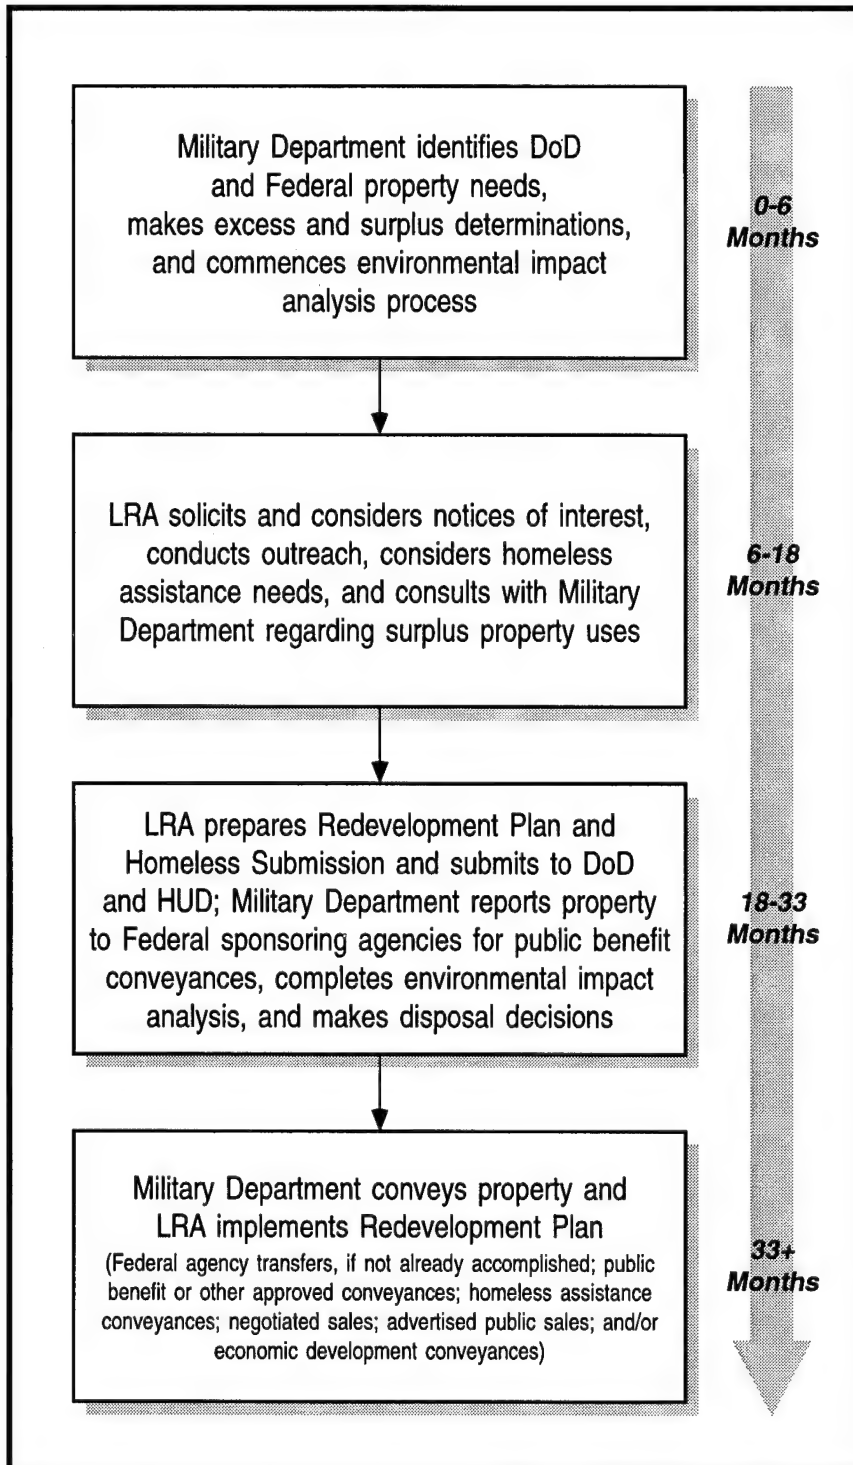 Military Department identifies DoD
and Federal property needs,
makes excess and surplus determinations,
and commences environmental impact
analysis process
0-6
Months
LRA solicits and considers notices of interest,
conducts outreach, considers homeless
assistance needs, and consults with Military
Department regarding surplus property uses
6-18
Months
LRA prepares Redevelopment Plan and
Homeless Submission and submits to DoD
and HUD; Military Department reports property
to Federal sponsoring agencies for public benefit
conveyances, completes environmental impact
analysis, and makes disposal decisions
18-33
Months
Military Department conveys property and
LRA implements Redevelopment Plan
(Federal agency transfers, if not already accomplished; public
benefit or other approved conveyances; homeless assistance
conveyances; negotiated sales; advertised public sales; and/or
economic development conveyances)
33+
Months